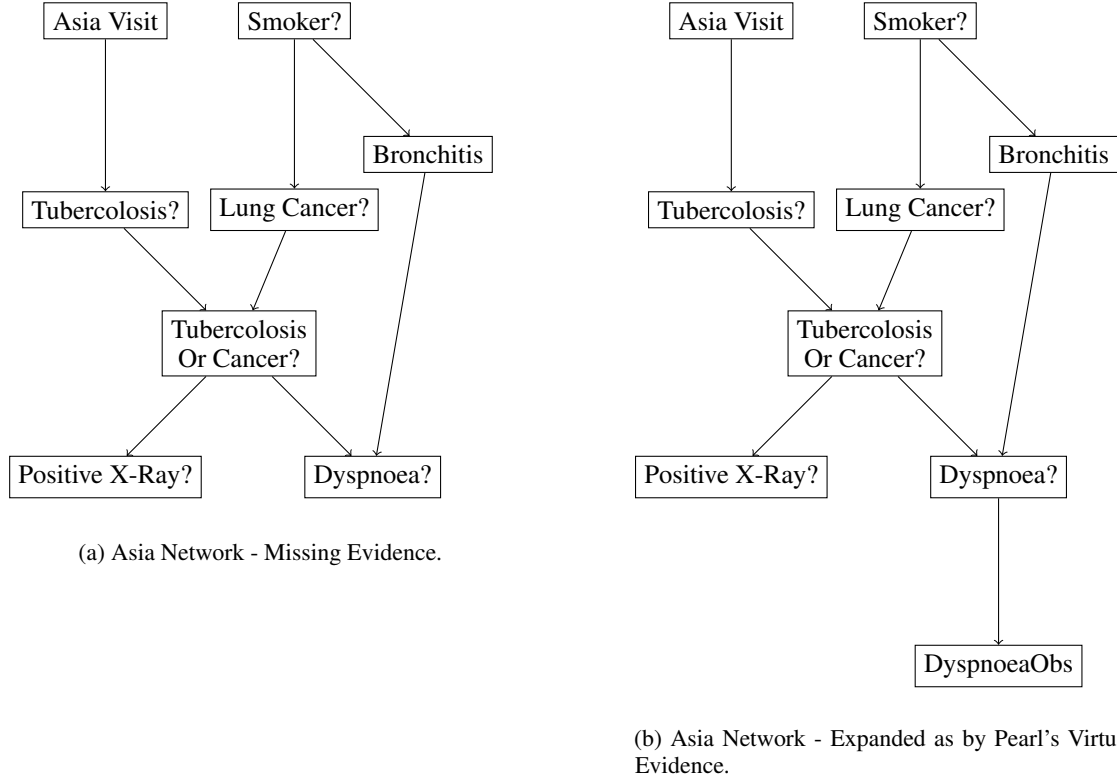 Asia Visit
Smoker?
Bronchitis
Tubercolosis?
Lung Cancer?
Tubercolosis
Or Cancer?
Positive X-Ray?
Dyspnoea?
(a) Asia Network - Missing Evidence.
Asia Visit
Smoker?
Bronchitis
Tubercolosis?
Lung Cancer?
Tubercolosis
Or Cancer?
Positive X-Ray?
Dyspnoea?
DyspnoeaObs
(b) Asia Network - Expanded as by Pearl's Virtu
Evidence.